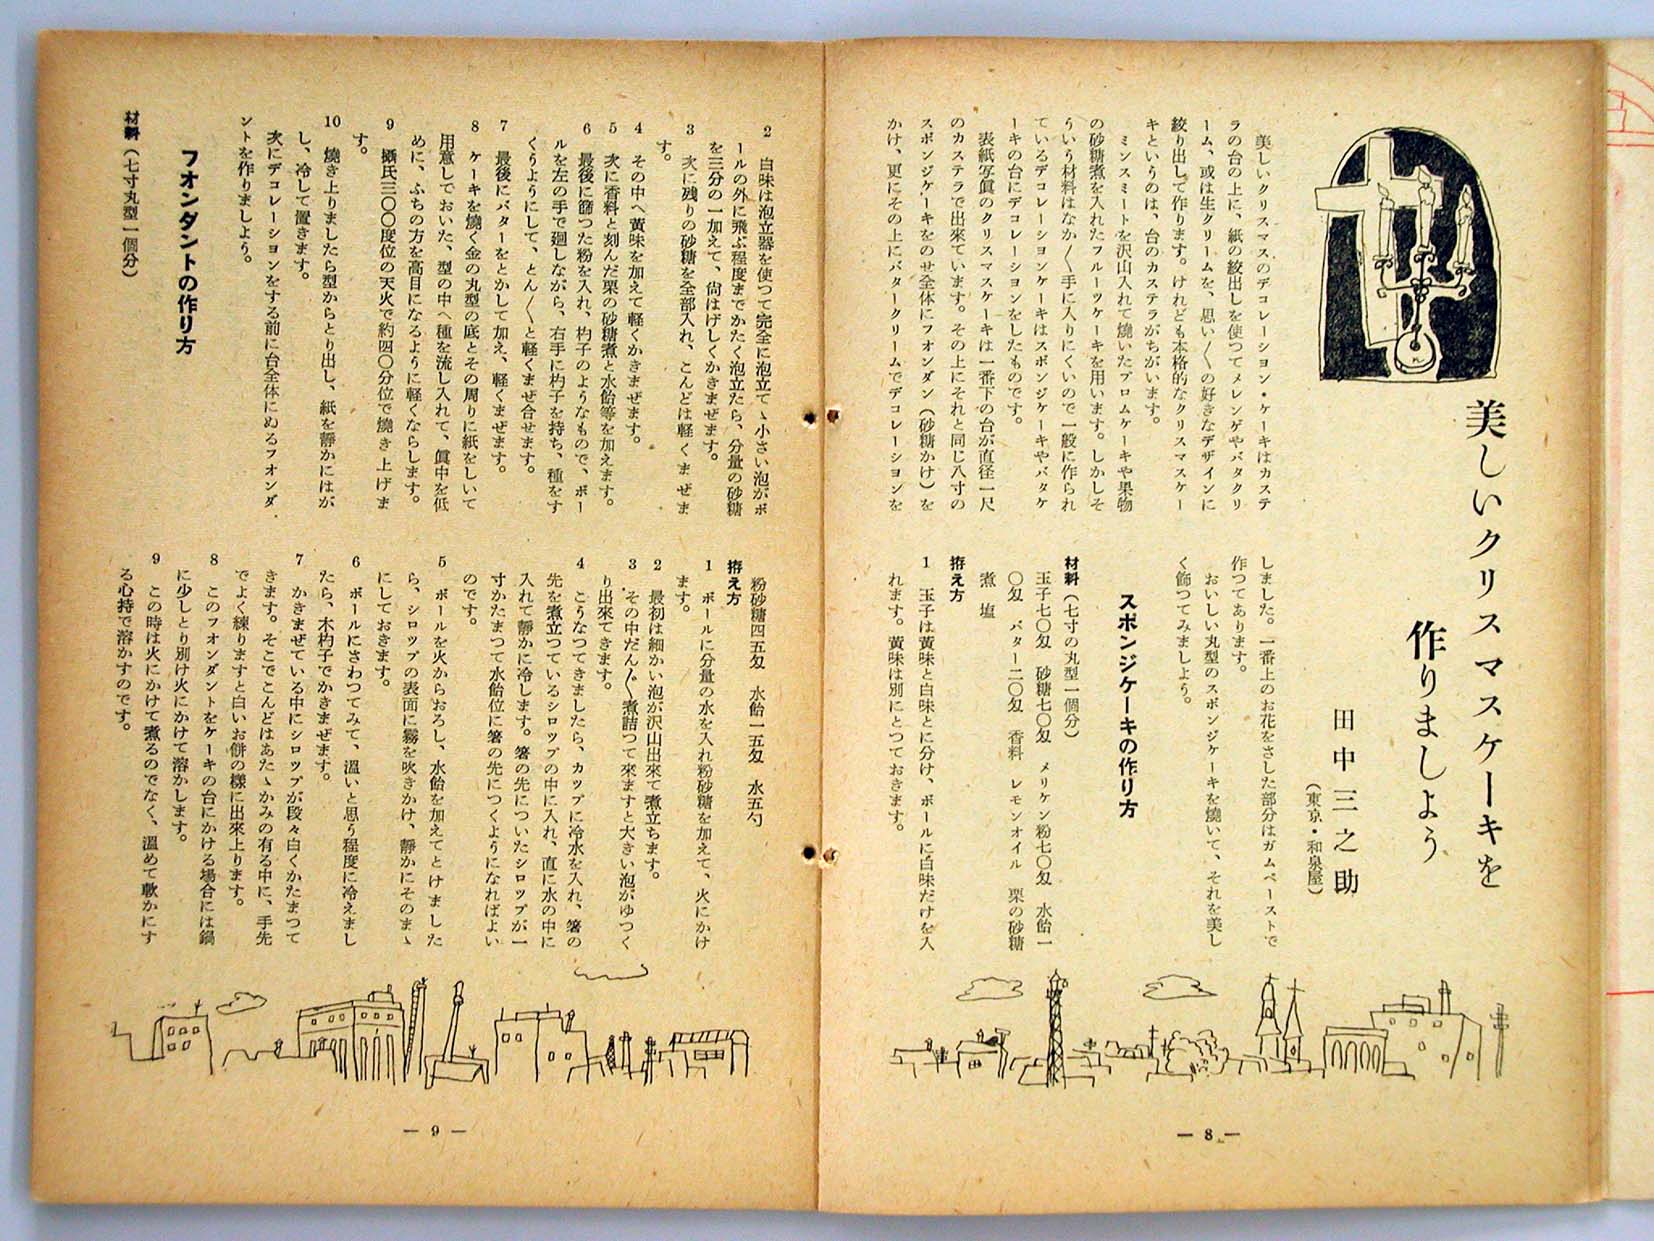 美しいクリスマスケーキを
作りましよう
田中三之助
（東京・和泉屋）
美しいクリスマスのデコレーシヨン・ケーキはカステ
ラの台の上に、紙の絞出しを使つてメレンゲやバタクリ
ーム、或は生クリームを、思い〱の好きなデザインに
絞り出して作ります。けれども本格的なクリスマスケー
キというのは、台のカステラがちがいます。
ミンスミートを沢山入れて燒いたプロムケーキや果物
の砂糖煮を入れたフルーツケーキを用います。しかしそ
ういう材料はなか〱手に入りにくいので一般に作られ
ているデコレーシヨンケーキはスポンジケーキやバタケ
ーキの台にデコレーシヨンをしたものです。
表紙写眞のクリスマスケーキは一番下の台が直径一尺
のカステラで出來ています。その上にそれと同じ八寸の
スポンジケーキをのせ全体にフオンダン（砂糖かけ）を
かけ、更にその上にバタークリームでデコレーシヨンを
しました。一番上のお花をさした部分はガムペーストで
作つてあります。
おいしい丸型のスポンジケーキを燒いて、それを美し
く飾つてみましよう。
スポンジケーキの作り方
材料（七寸の丸型一個分）
玉子七〇匁　砂糖七〇匁　メリケン粉七〇匁　水飴一
〇匁　バター二〇匁　香料　レモンオイル　栗の砂糖
煮　塩
拵え方
1　玉子は黃味と白味とに分け、ボールに白味だけを入
れます。黃味は別にとつておきます。
― 8 ―
2　白味は泡立器を使つて完全に泡立てゝ小さい泡がボ
ールの外に飛ぶ程度までかたく泡立たら、分量の砂糖
を三分の一加えて、尙はげしくかきまぜます。
3　次に残りの砂糖を全部入れ、こんどは軽くまぜま
す。
4　その中へ黃味を加えて軽くかきまぜます。
5　次に香料と刻んだ栗の砂糖煮と水飴等を加えます。
6　最後に篩つた粉を入れ、杓子のようなもので、ボー
ルを左の手で廻しながら、右手に杓子を持ち、種をす
くうようにして、とん〱と軽くまぜ合せます。
7　最後にバターをとかして加え、軽くまぜます。
8　ケーキを燒く金の丸型の底とその周りに紙をしいて
用意しておいた、型の中へ種を流し入れて、眞中を低
めに、ふちの方を高目になるように軽くならします。
9　攝氏三〇〇度位の天火で約四〇分位で燒き上げま
す。
10　燒き上りましたら型からとり出し、紙を靜かにはが
し、冷して置きます。
次にデコレーシヨンをする前に台全体にぬるフオンダ
ントを作りましよう。
フオンダントの作り方
材料（七寸丸型一個分）
粉砂糖四五匁　水飴一五匁　水五勺
拵え方
1　ボールに分量の水を入れ粉砂糖を加えて、火にかけ
ます。
2　最初は細かい泡が沢山出來て煮立ちます。
3　その中だん〱煮詰つて來ますと大きい泡がゆつく
り出來てきます。
4　こうなつてきましたら、カツプに冷水を入れ、箸の
先を煮立つているシロツプの中に入れ、直に水の中に
入れて靜かに冷します。箸の先についたシロツプが一
寸かたまつて水飴位に箸の先につくようになればよい
のです。
5　ボールを火からおろし、水飴を加えてとけました
ら、シロツプの表面に霧を吹きかけ、靜かにそのまゝ
にしておきます。
6　ボールにさわつてみて、溫いと思う程度に冷えまし
たら、木杓子でかきまぜます。
7　かきまぜている中にシロツプが段々白くかたまつて
きます。そこでこんどはあたゝかみの有る中に、手先
でよく練りますと白いお餠の樣に出來上ります。
8　このフオンダントをケーキの台にかける場合には鍋
に少しとり別け火にかけて溶かします。
9　この時は火にかけて煮るのでなく、溫めて軟かにす
る心持で溶かすのです。
― 9 ―